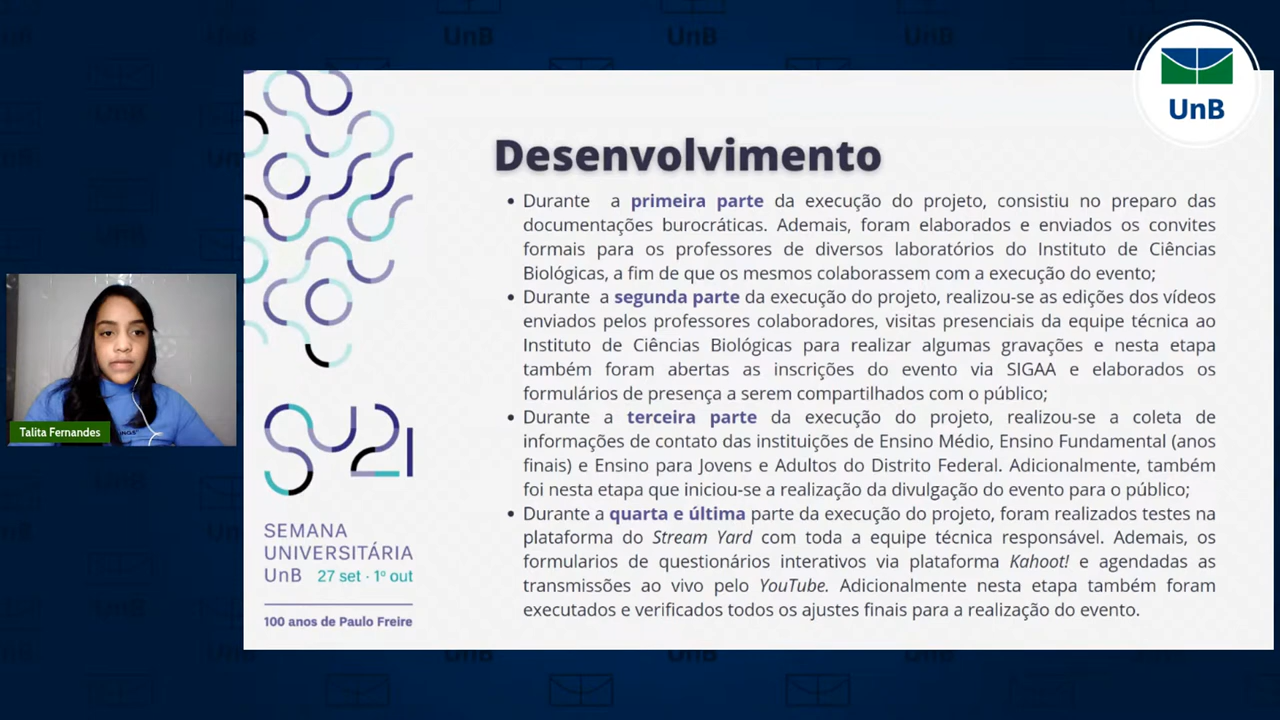 UnB
Desenvolvimento
• Durante a primeira parte da execução do projeto, consistiu no preparo das
documentações burocráticas. Ademais, foram elaborados e enviados os convites
formais para os professores de diversos laboratórios do Instituto de Ciências
Biológicas, a fim de que os mesmos colaborassem com a execução do evento;
• Durante a segunda parte da execução do projeto, realizou-se as edições dos vídeos
enviados pelos professores colaboradores, visitas presenciais da equipe técnica ao
Instituto de Ciências Biológicas para realizar algumas gravações e nesta etapa
também foram abertas as inscrições do evento via SIGAA e elaborados os
formulários de presença a serem compartilhados com o público;
• Durante a terceira parte da execução do projeto, realizou-se a coleta de
informações de contato das instituições de Ensino Médio, Ensino Fundamental (anos
finais) e Ensino para Jovens e Adultos do Distrito Federal. Adicionalmente, também
foi nesta etapa que iniciou-se a realização da divulgação do evento para o público;
• Durante a quarta e última parte da execução do projeto, foram realizados testes na
plataforma do Stream Yard com toda a equipe técnica responsável. Ademais, os
formularios de questionários interativos via plataforma Kahoot! e agendadas as
transmissões ao vivo pelo YouTube. Adicionalmente nesta etapa também foram
executados e verificados todos os ajustes finais para a realização do evento.
Talita Fernandes
SU21
SEMANA
UNIVERSITÁRIA
UnB 27 set · 1º out
100 anos de Paulo Freire